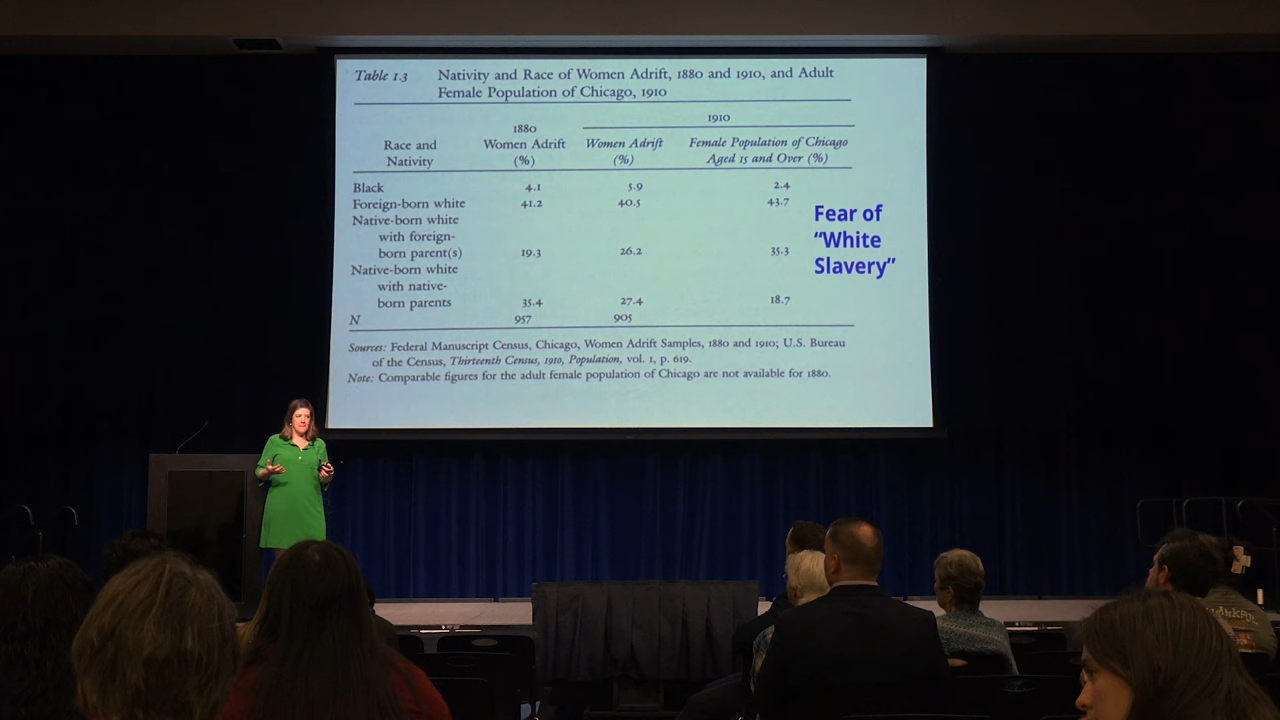 Table 1.3 Nativity and Race of Women Adrift, 1880 and 1910, and Adult
Female Population of Chicago, 1910
1910
1880
Race and Women Adrift Women Adrift Female Population of Chicago
Nativity (%) (%) Aged 15 and Over (%)
Black 4.1 5.9 2.4
Foreign-born white 41.2 40.5 43.7
Native-born white
with foreign-
born parent(s) 19.3 26.2 35.3
Native-born white
with native-
born parents 35.4 27.4 18.7
N 957 905
Sources: Federal Manuscript Census, Chicago, Women Adrift Samples, 1880 and 1910; U.S. Bureau
of the Census, Thirteenth Census, 1910, Population, vol. 1, p. 619.
Note: Comparable figures for the adult female population of Chicago are not available for 1880.
Fear of
“White
Slavery”